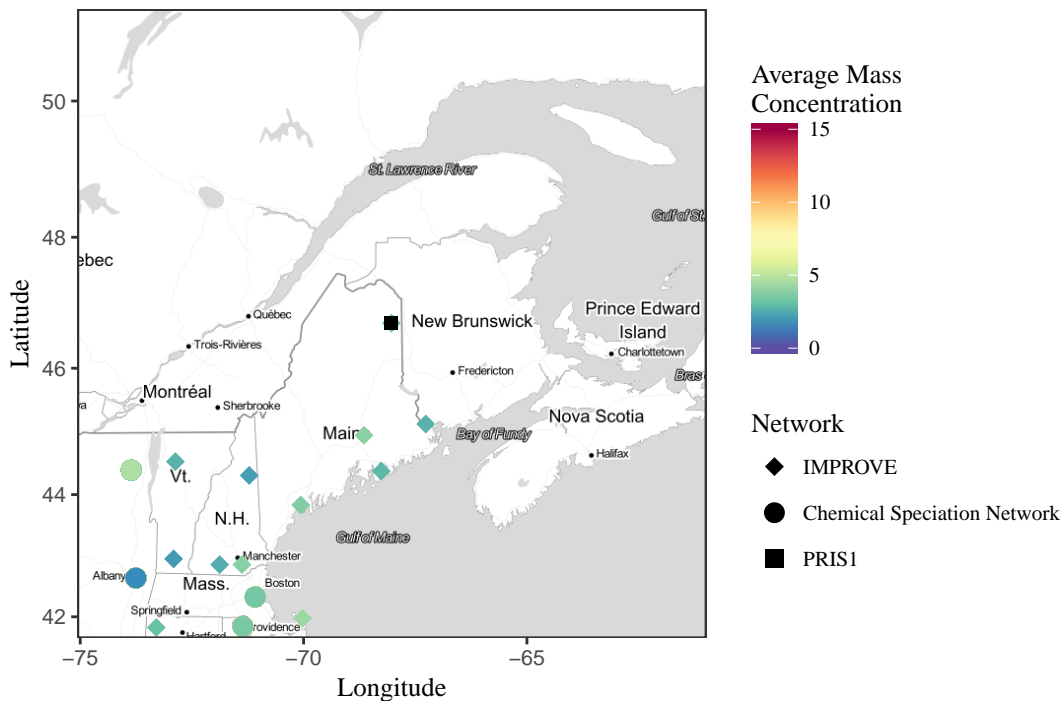 50
48
46
44
42
−75
−70
−65
Latitude
Longitude
St. Lawrence River
Gulf of St.
ebec
Québec
New Brunswick
Prince Edward
Island
Trois-Rivières
Charlottetown
Fredericton
Bras
Montréal
Sherbrooke
Nova Scotia
Main
Bay of Fundy
Halifax
Vt.
N.H.
Gulf of Maine
Manchester
Albany
Mass.
Boston
Springfield
rovidence
Hartford
Average Mass
Concentration
15
10
5
0
Network
IMPROVE
Chemical Speciation Network
PRIS1